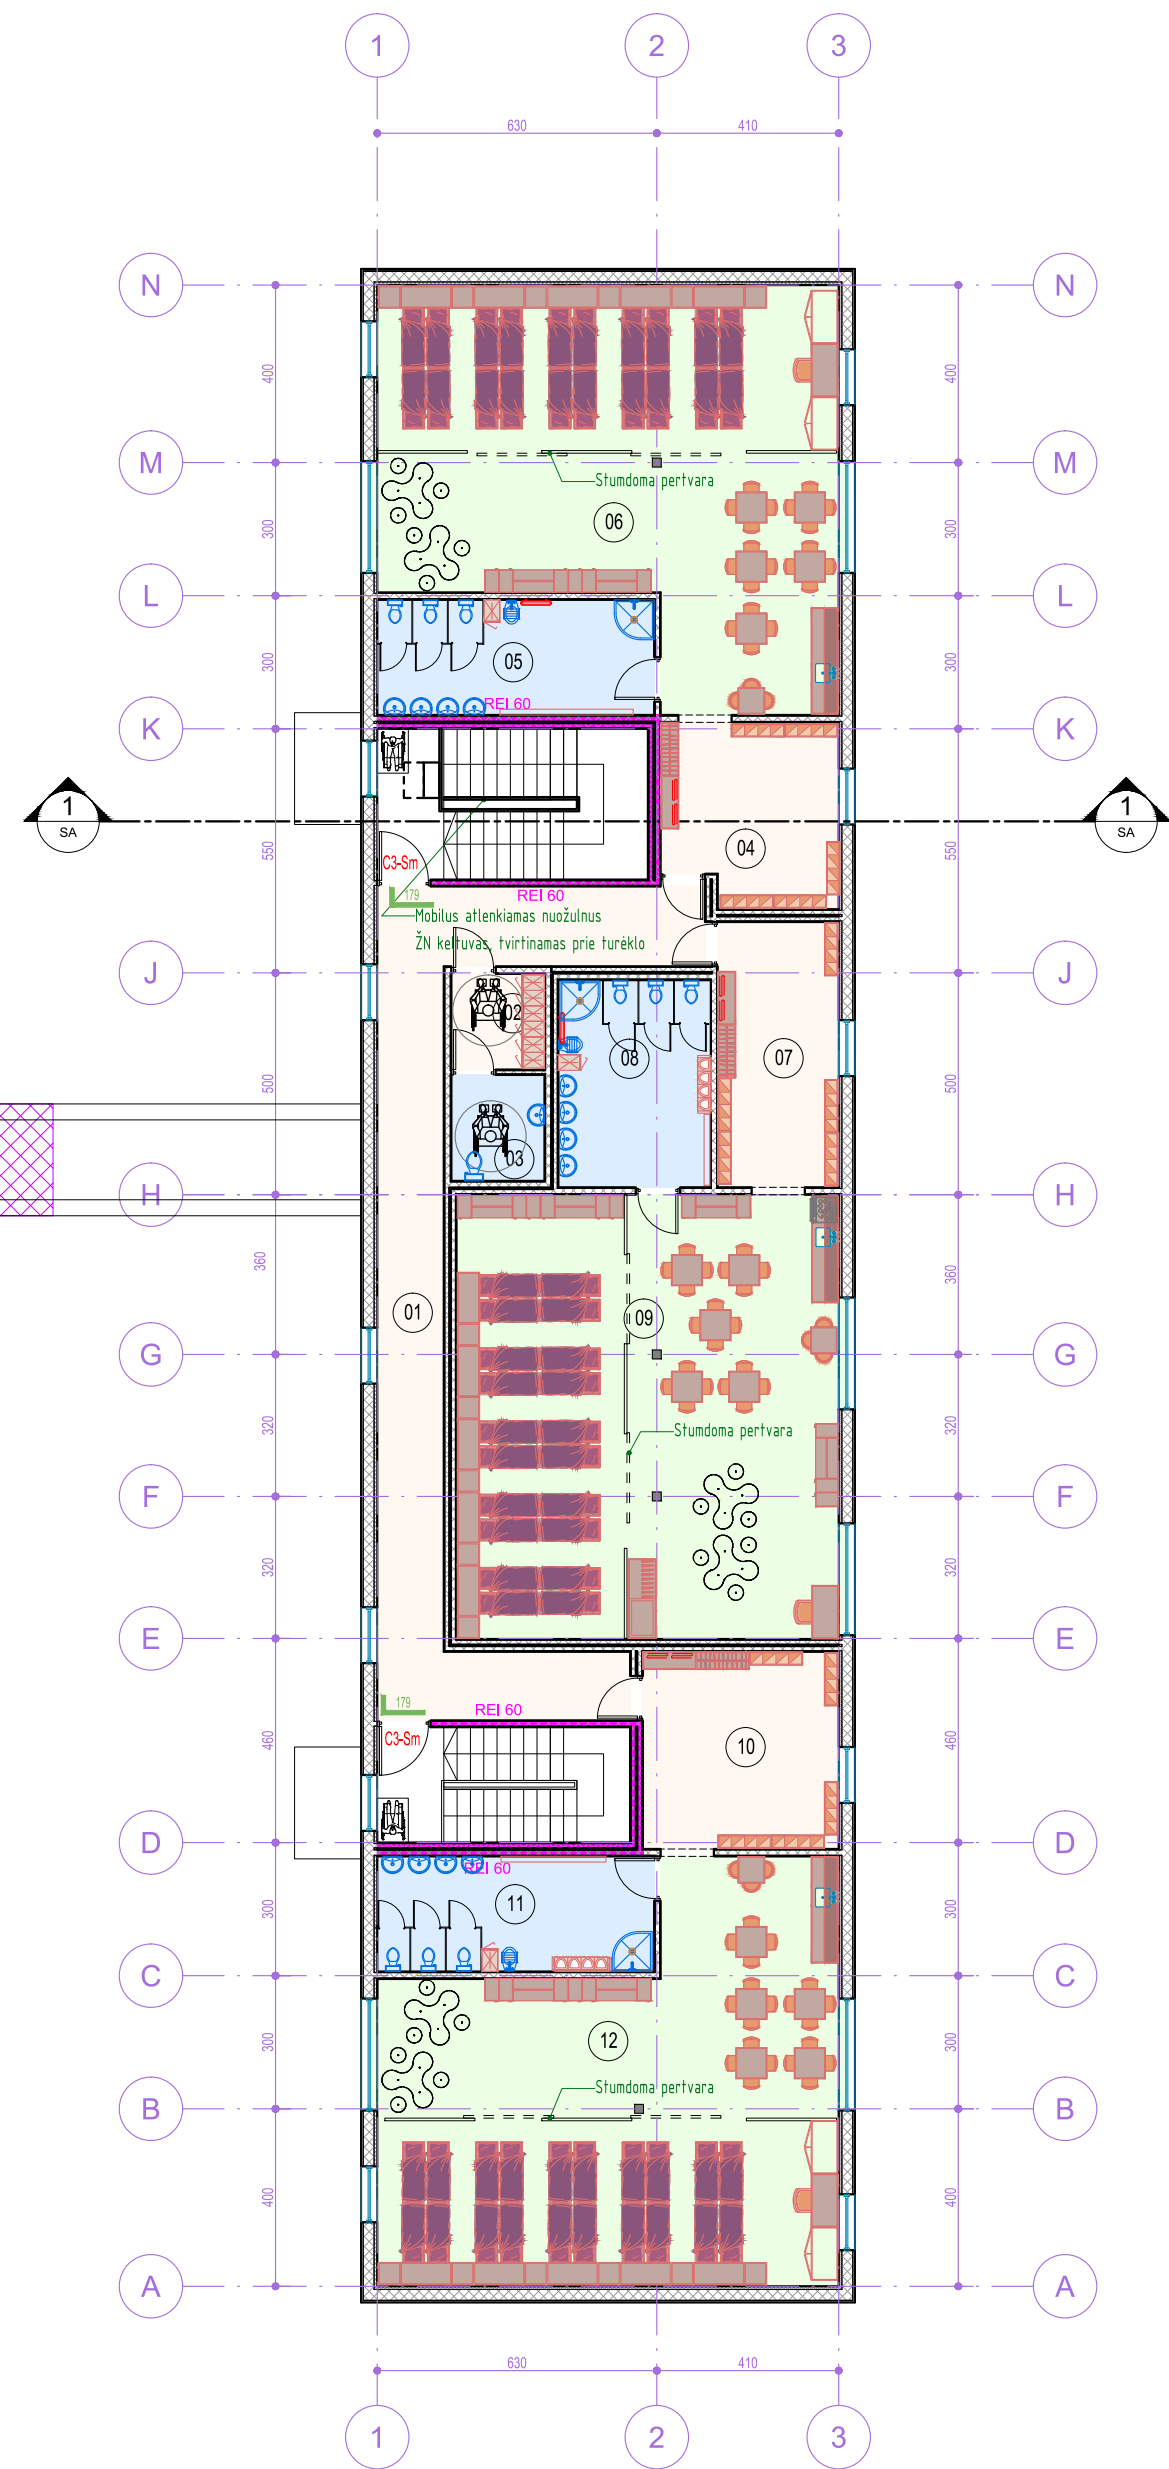 1 2 3
630 410
N N
400 400
M M
Stumdoma pertvara
06
300 300
L L
300 300
05
REI 60
K K
1 1
SA SA
550 550
04
C3-Sm
REI 60
179
Mobilus atlenkiamas nuožulnus
ŽN keltuvas, tvirtinamas prie turėklo
J J
02
08 07
500 500
03
H H
360 360
01 09
G G
320 320
Stumdoma pertvara
F F
320 320
E E
179
REI 60
C3-Sm
10
460 460
D D
REI 60
11
300 300
C C
12
300 300
Stumdoma pertvara
B B
400 400
A A
630 410
1 2 3